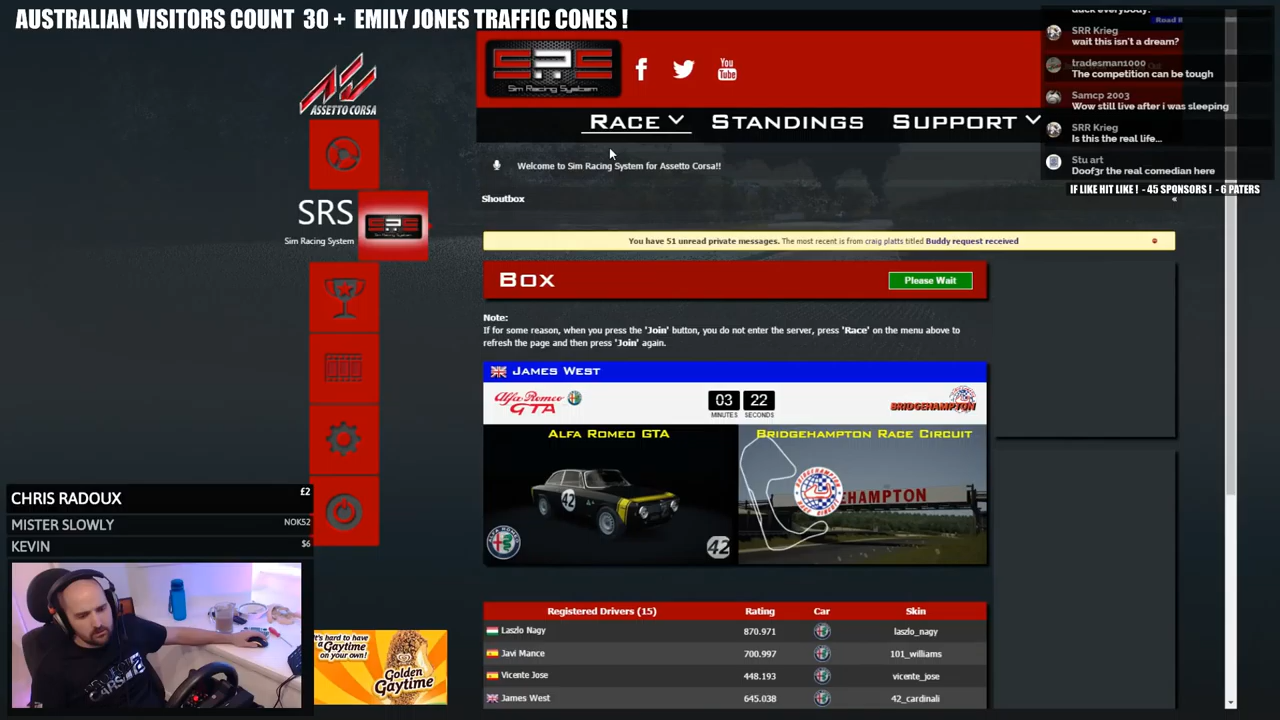 AUSTRALIAN VISITORS COUNT 30 + EMILY JONES TRAFFIC CONES !
ASSETTO CORSA
SRS
Sim Racing System
Sim Racing System
You Tube
RACE
STANDINGS
SUPPORT
Welcome to Sim Racing System for Assetto Corsa!!
Shoutbox
«
You have 51 unread private messages. The most recent is from craig platts titled Buddy request received
BOX
Please Wait
Note:
If for some reason, when you press the 'Join' button, you do not enter the server, press 'Race' on the menu above to
refresh the page and then press 'Join' again.
JAMES WEST
Alfa Romeo
GTA
03
MINUTES
22
SECONDS
BRIDGEHAMPTON
ALFA ROMEO GTA
BRIDGEHAMPTON RACE CIRCUIT
42
42
HAMPTON
Registered Drivers (15)
Rating
Car
Skin
Laszlo Nagy
870.971
laszlo_nagy
Javi Mance
700.997
101_williams
Vicente Jose
448.193
vicente_jose
James West
645.038
42_cardinali
SRR Krieg
wait this isn't a dream?
tradesman1000
The competition can be tough
Samcp 2003
Wow still live after i was sleeping
SRR Krieg
Is this the real life...
Stu art
Doof3r the real comedian here
IF LIKE HIT LIKE ! - 45 SPONSORS ! - 6 PATERS
CHRIS RADOUX
£2
MISTER SLOWLY
NOK52
KEVIN
$6
It's hard to have
a Gaytime
on your own!
Golden
Gaytime